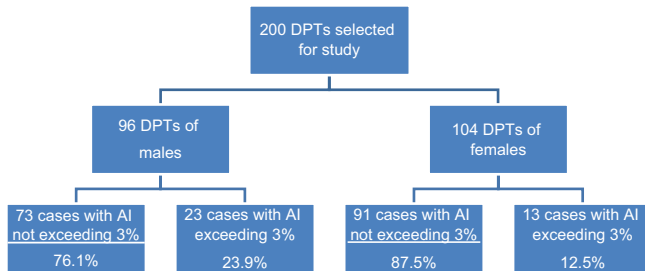 200 DPTs selected
for study
96 DPTs of
males
104 DPTs of
females
73 cases with AI
not exceeding 3%
76.1%
23 cases with AI
exceeding 3%
23.9%
91 cases with AI
not exceeding 3%
87.5%
13 cases with AI
exceeding 3%
12.5%